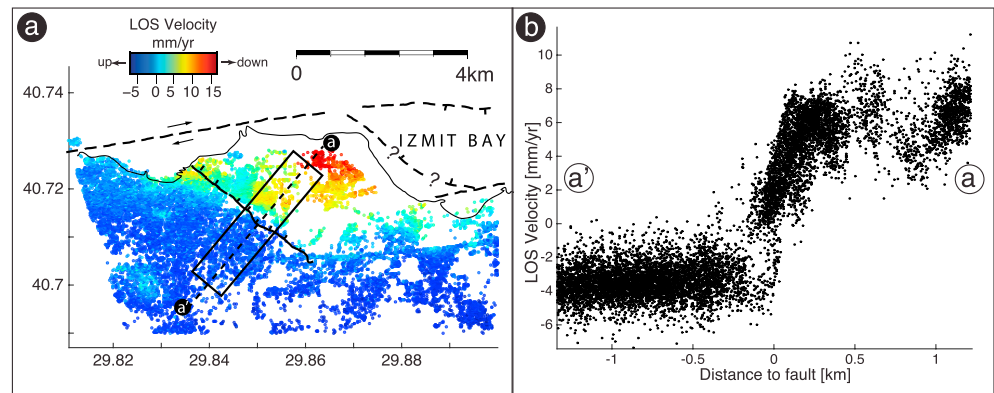 a
LOS Velocity
mm/yr
up
down
-5 0 5 10 15
0 4km
40.74
40.72
40.7
29.82 29.84 29.86 29.88
a
a'
IZMIT BAY
?
?
b
LOS Velocity [mm/yr]
10
8
6
4
2
0
-2
-4
-6
a'
a
-1 -0.5 0 0.5 1
Distance to fault [km]